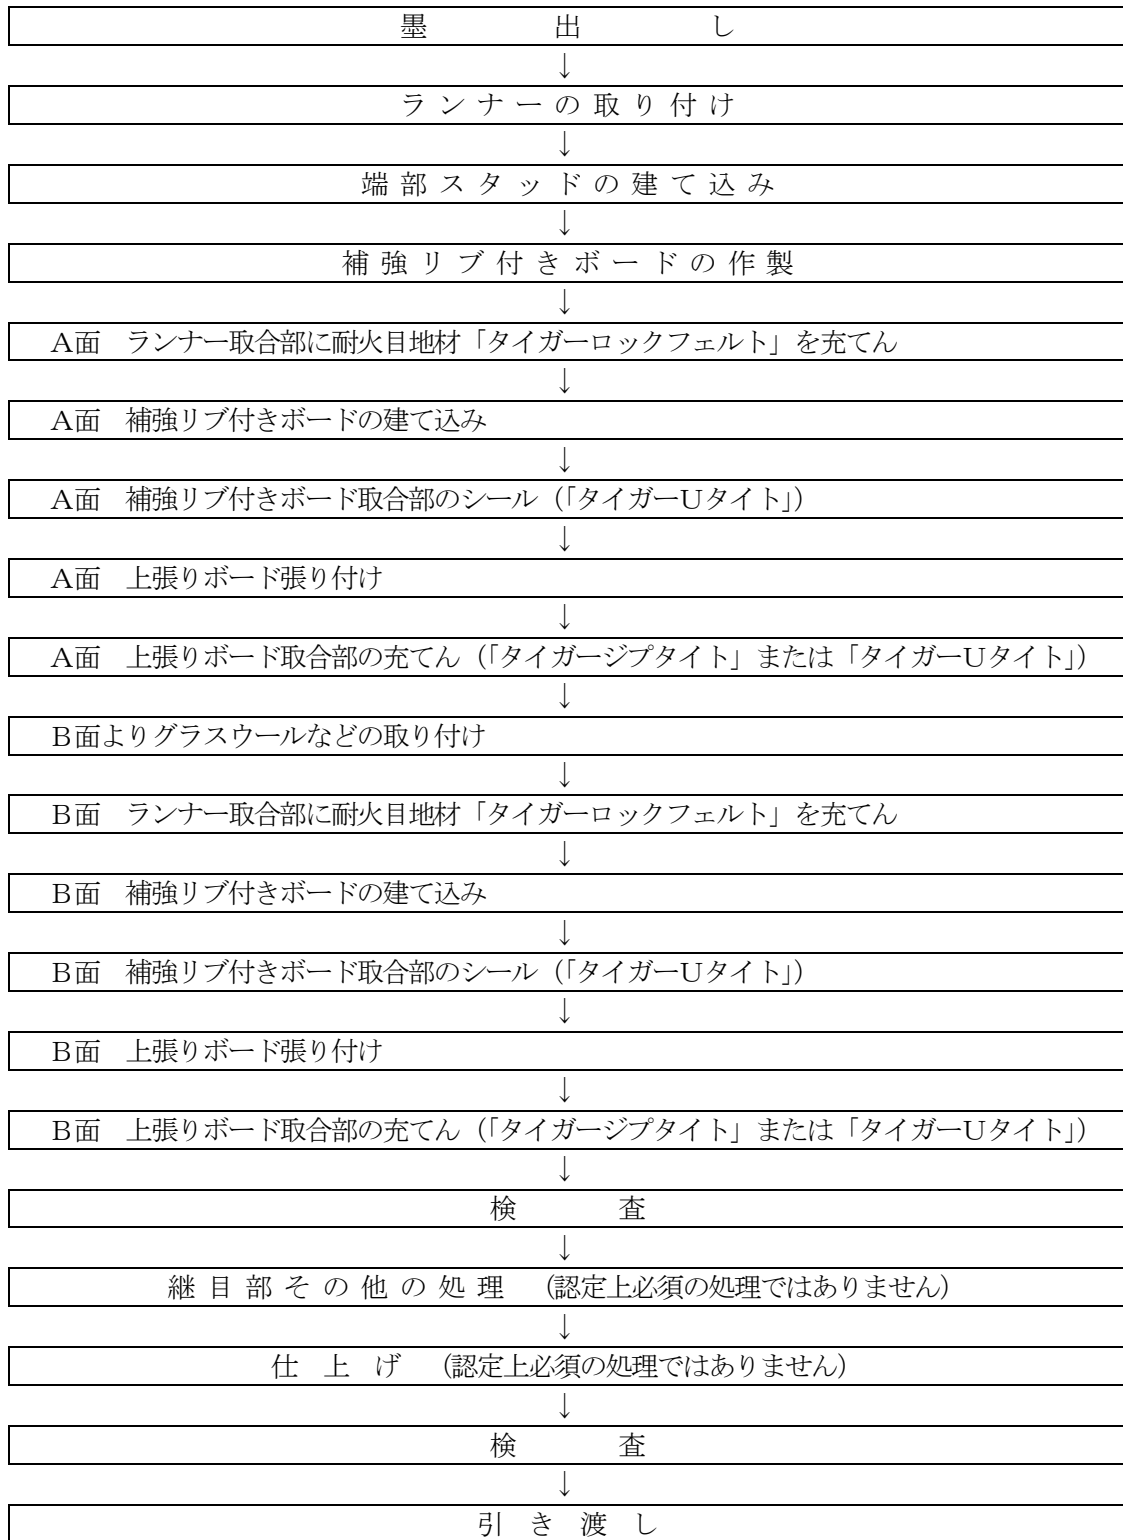 墨出し
↓
ランナーの取り付け
↓
端部スタッドの建て込み
↓
補強リブ付きボードの作製
↓
A面　ランナー取合部に耐火目地材「タイガーロックフェルト」を充てん
↓
A面　補強リブ付きボードの建て込み
↓
A面　補強リブ付きボード取合部のシール（「タイガーUタイト」）
↓
A面　上張りボード張り付け
↓
A面　上張りボード取合部の充てん（「タイガージプタイト」または「タイガーUタイト」）
↓
B面よりグラスウールなどの取り付け
↓
B面　ランナー取合部に耐火目地材「タイガーロックフェルト」を充てん
↓
B面　補強リブ付きボードの建て込み
↓
B面　補強リブ付きボード取合部のシール（「タイガーUタイト」）
↓
B面　上張りボード張り付け
↓
B面　上張りボード取合部の充てん（「タイガージプタイト」または「タイガーUタイト」）
↓
検査
↓
継目部その他の処理　（認定上必須の処理ではありません）
↓
仕上げ　（認定上必須の処理ではありません）
↓
検査
↓
引き渡し